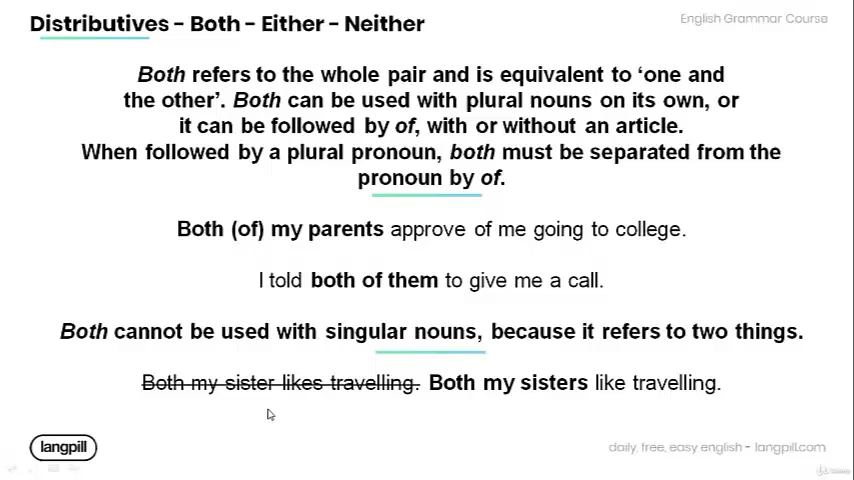 Distributives – Both – Either – Neither
English Grammar Course
Both refers to the whole pair and is equivalent to ‘one and
the other’. Both can be used with plural nouns on its own, or
it can be followed by of, with or without an article.
When followed by a plural pronoun, both must be separated from the
pronoun by of.
Both (of) my parents approve of me going to college.
I told both of them to give me a call.
Both cannot be used with singular nouns, because it refers to two things.
Both my sister likes travelling. Both my sisters like travelling.
langpill
daily, free, easy english – langpill.com
Udemy